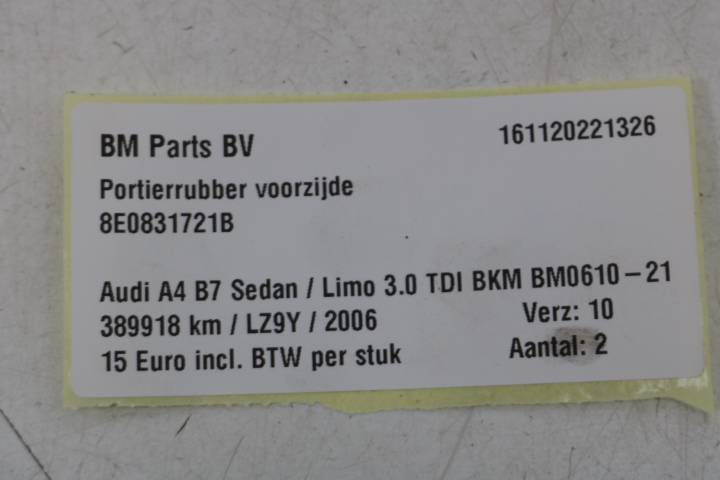 BM Parts BV 161120221326
Portierrubber voorzijde
8E0831721B
Audi A4 B7 Sedan / Limo 3.0 TDI BKM BM0610-21
389918 km / LZ9Y / 2006 Verz: 10
15 Euro incl. BTW per stuk Aantal: 2